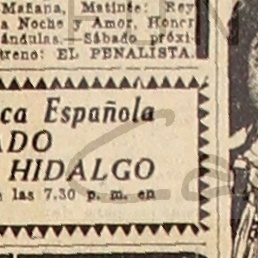 Mañana, Matinée: Rey
a Noche y Amor. Honor
ándulas.—Sábado próxi-
treno: EL PENALISTA.
ca Española
ADO
HIDALGO
las 7.30 p. m. en